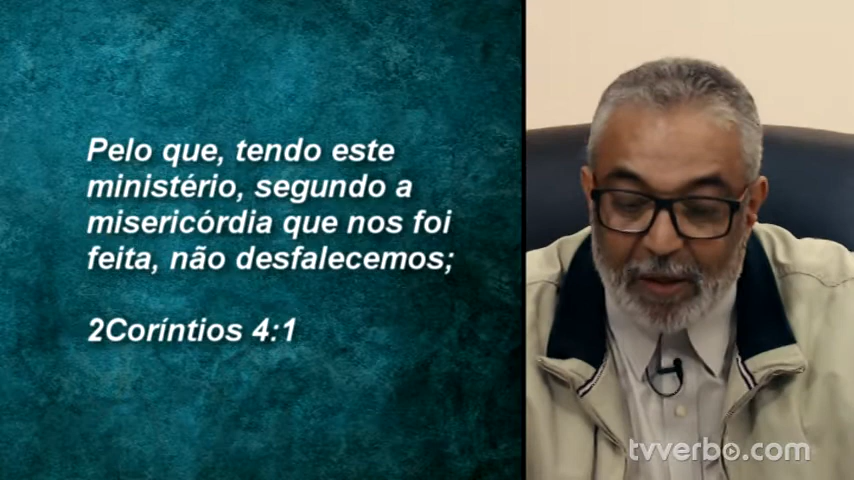 Pelo que, tendo este
ministério, segundo a
misericórdia que nos foi
feita, não desfalecemos;
2Coríntios 4:1
tvverbo.com